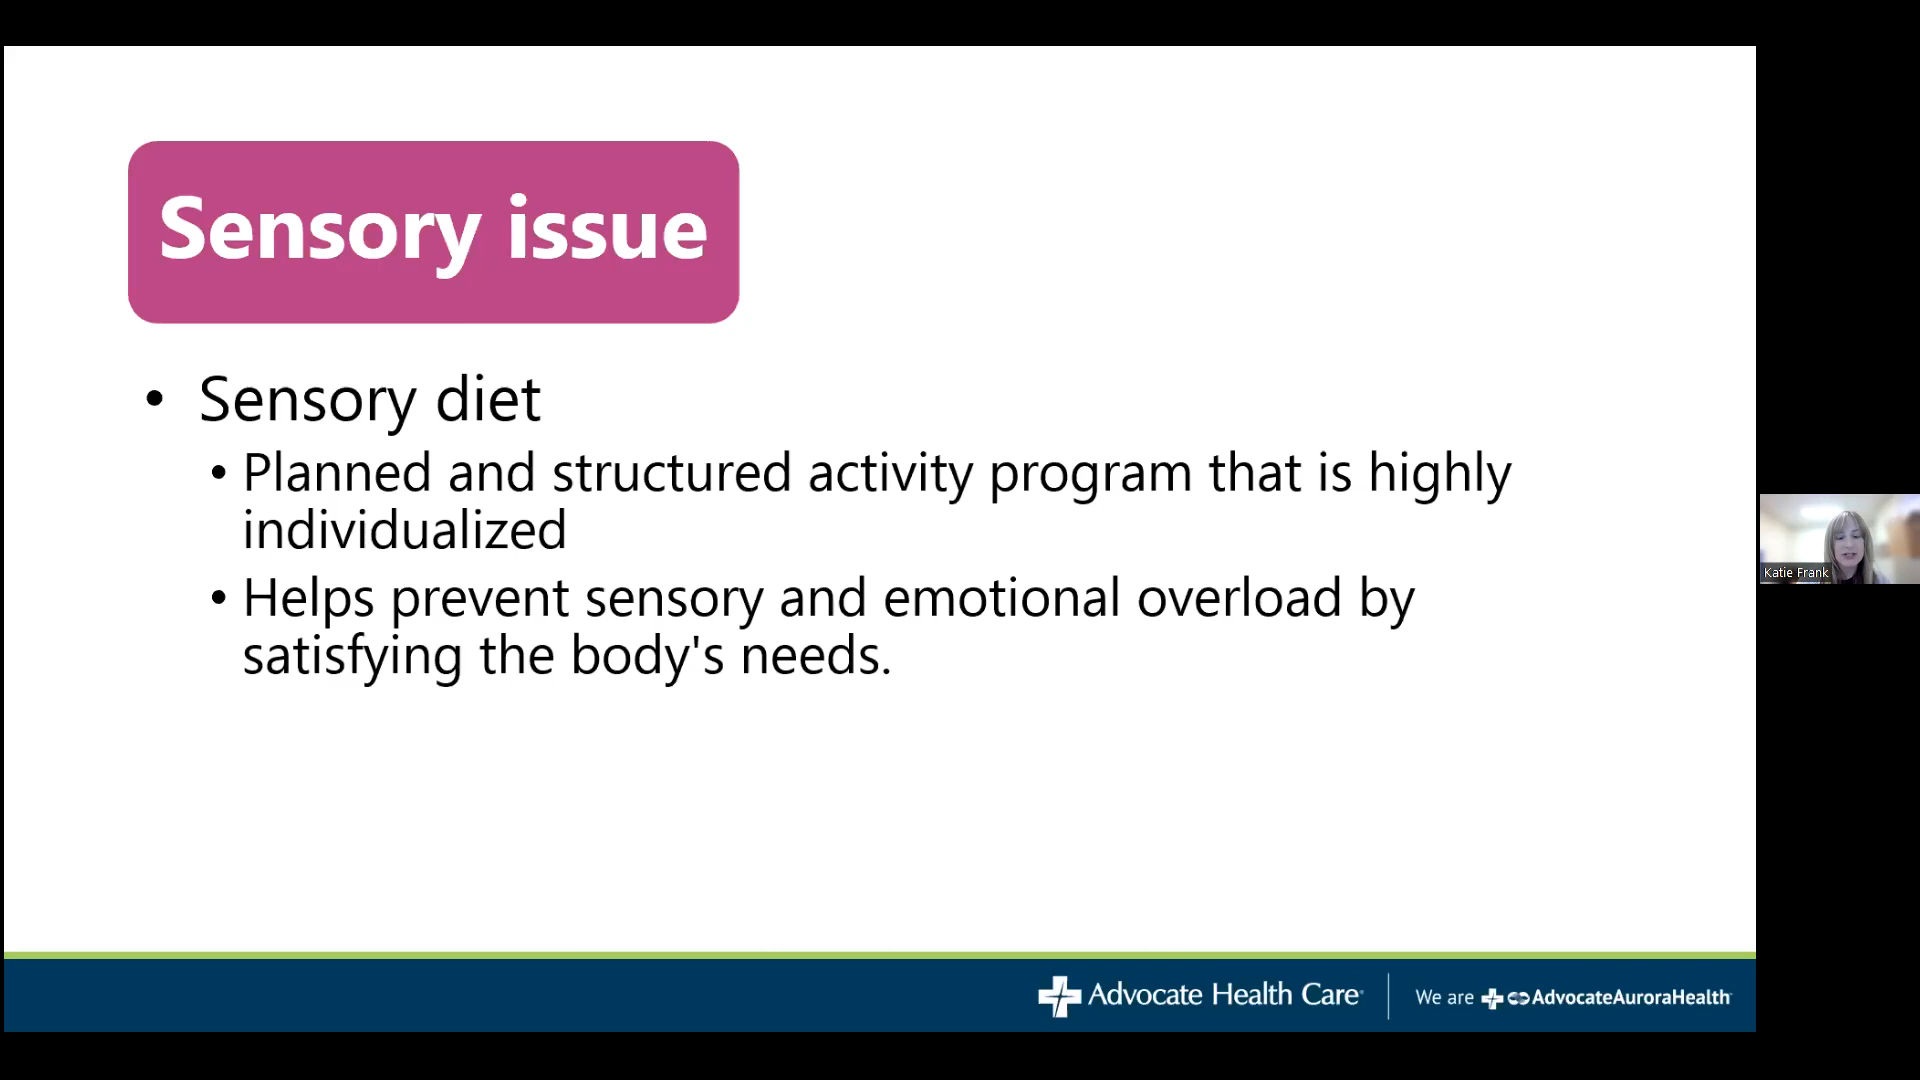 Sensory issue
• Sensory diet
• Planned and structured activity program that is highly
individualized
• Helps prevent sensory and emotional overload by
satisfying the body's needs.
Katie Frank
Advocate Health Care
We are AdvocateAuroraHealth